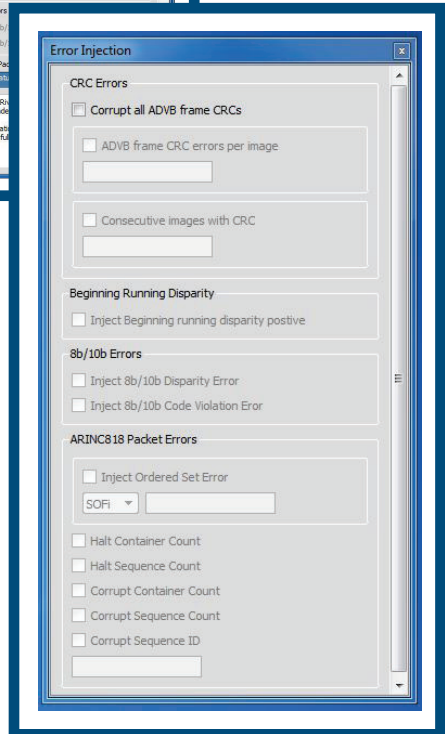 Error Injection
CRC Errors
Corrupt all ADVB frame CRCs
ADVB frame CRC errors per image
Consecutive images with CRC
Beginning Running Disparity
Inject Beginning running disparity postive
8b/10b Errors
Inject 8b/10b Disparity Error
Inject 8b/10b Code Violation Eror
ARINC818 Packet Errors
Inject Ordered Set Error
SOFi
Halt Container Count
Halt Sequence Count
Corrupt Container Count
Corrupt Sequence Count
Corrupt Sequence ID